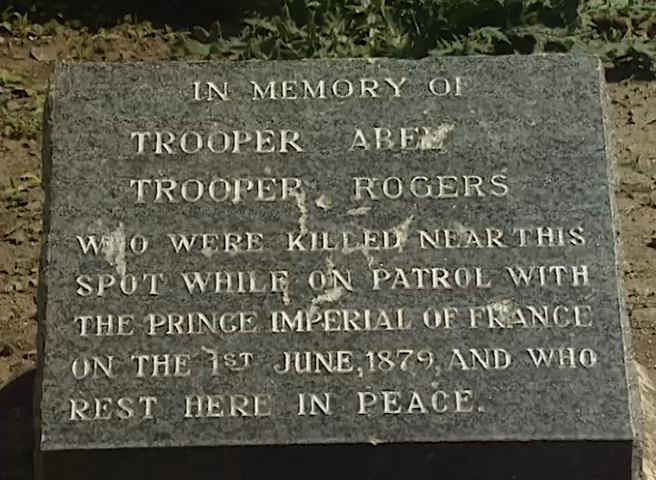 IN MEMORY OF
TROOPER ABEL
TROOPER ROGERS
WHO WERE KILLED NEAR THIS
SPOT WHILE ON PATROL WITH
THE PRINCE IMPERIAL OF FRANCE
ON THE 1ST JUNE, 1879, AND WHO
REST HERE IN PEACE.